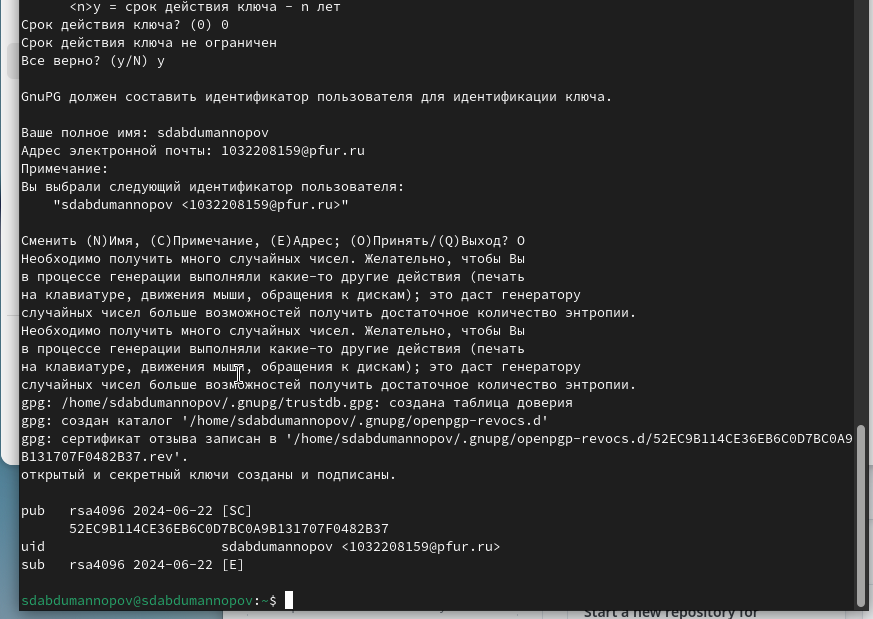 <n>y = срок действия ключа - n лет
Срок действия ключа? (0) 0
Срок действия ключа не ограничен
Все верно? (y/N) y
GnuPG должен составить идентификатор пользователя для идентификации ключа.
Ваше полное имя: sdabdumannopov
Адрес электронной почты: 1032208159@pfur.ru
Примечание:
Вы выбрали следующий идентификатор пользователя:
"sdabdumannopov <1032208159@pfur.ru>"
Сменить (N)Имя, (C)Примечание, (E)Адрес; (O)Принять/(Q)Выход? O
Необходимо получить много случайных чисел. Желательно, чтобы Вы
в процессе генерации выполняли какие-то другие действия (печать
на клавиатуре, движения мыши, обращения к дискам); это даст генератору
случайных чисел больше возможностей получить достаточное количество энтропии.
Необходимо получить много случайных чисел. Желательно, чтобы Вы
в процессе генерации выполняли какие-то другие действия (печать
на клавиатуре, движения мыши, обращения к дискам); это даст генератору
случайных чисел больше возможностей получить достаточное количество энтропии.
gpg: /home/sdabdumannopov/.gnupg/trustdb.gpg: создана таблица доверия
gpg: создан каталог '/home/sdabdumannopov/.gnupg/openpgp-revocs.d'
gpg: сертификат отзыва записан в '/home/sdabdumannopov/.gnupg/openpgp-revocs.d/52EC9B114CE36EB6C0D7BC0A9
B131707F0482B37.rev'.
открытый и секретный ключи созданы и подписаны.
pub   rsa4096 2024-06-22 [SC]
52EC9B114CE36EB6C0D7BC0A9B131707F0482B37
uid                      sdabdumannopov <1032208159@pfur.ru>
sub   rsa4096 2024-06-22 [E]
sdabdumannopov@sdabdumannopov:~$
Start a new repository for